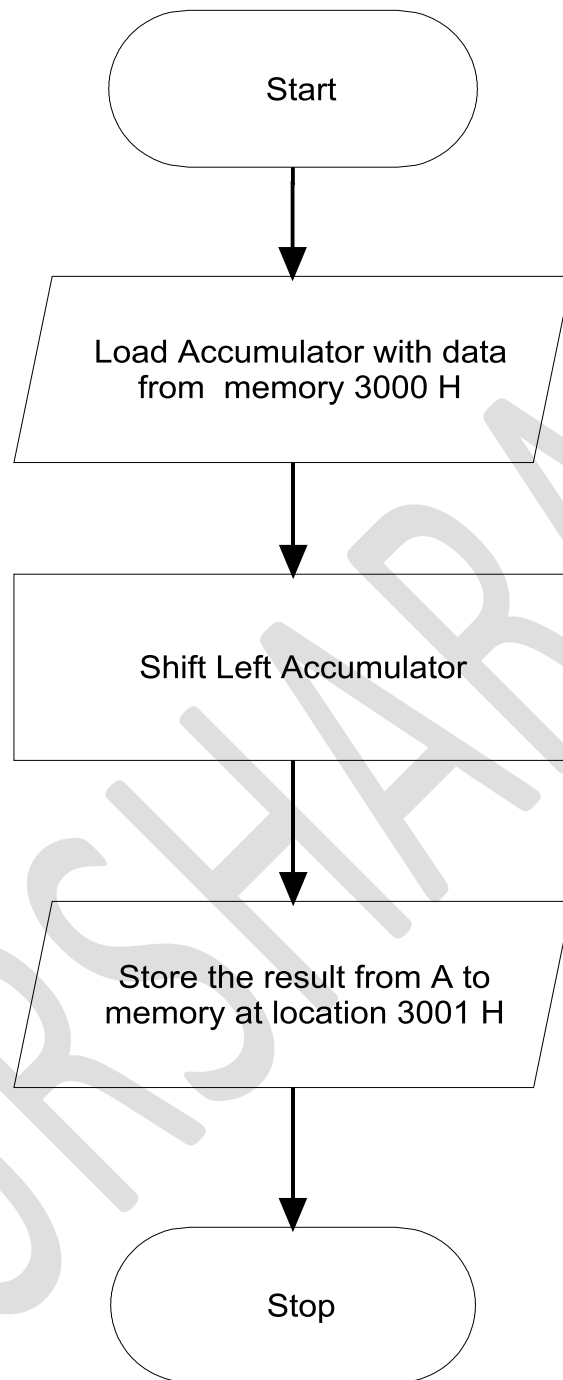 Start
Load Accumulator with data
from memory 3000 H
Shift Left Accumulator
Store the result from A to
memory at location 3001 H
Stop